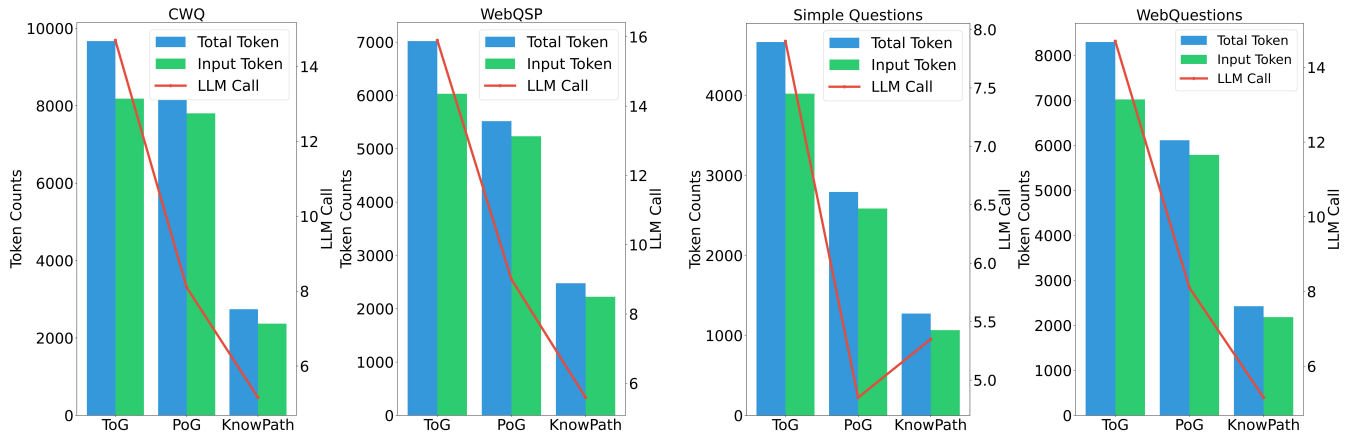 CWQ
Token Counts
10000
8000
6000
4000
2000
0
Total Token
Input Token
LLM Call
14
12
10
8
6
LLM Call
ToG
PoG
KnowPath
WebQSP
Token Counts
7000
6000
5000
4000
3000
2000
1000
0
Total Token
Input Token
LLM Call
16
14
12
10
8
6
LLM Call
ToG
PoG
KnowPath
Simple Questions
Token Counts
4000
3000
2000
1000
0
Total Token
Input Token
LLM Call
8.0
7.5
7.0
6.5
6.0
5.5
5.0
LLM Call
ToG
PoG
KnowPath
WebQuestions
Token Counts
8000
7000
6000
5000
4000
3000
2000
1000
0
Total Token
Input Token
LLM Call
14
12
10
8
6
LLM Call
ToG
PoG
KnowPath